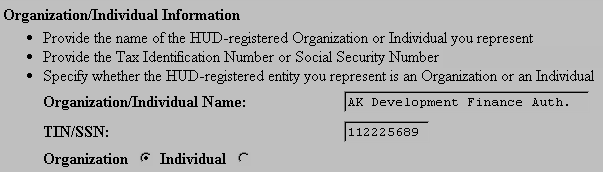 Organization/Individual Information
• Provide the name of the HUD-registered Organization or Individual you represent
• Provide the Tax Identification Number or Social Security Number
• Specify whether the HUD-registered entity you represent is an Organization or an Individual
Organization/Individual Name: AK Development Finance Auth.
TIN/SSN: 112225689
Organization Individual